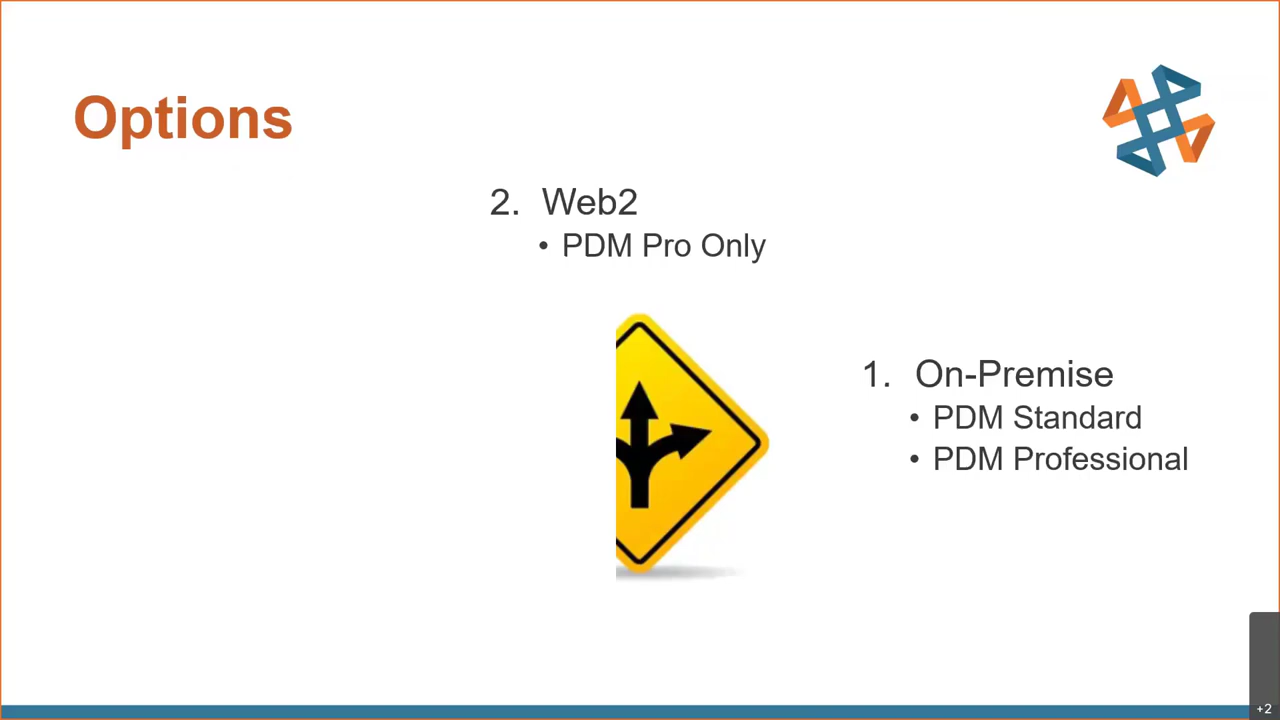 Options
2. Web2
• PDM Pro Only
1. On-Premise
• PDM Standard
• PDM Professional
+2